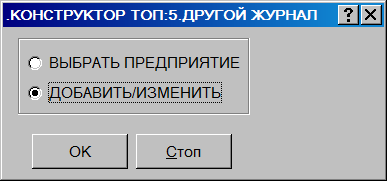 .КОНСТРУКТОР ТОП:5.ДРУГОЙ ЖУРНАЛ
ВЫБРАТЬ ПРЕДПРИЯТИЕ
ДОБАВИТЬ/ИЗМЕНИТЬ
OK Стоп